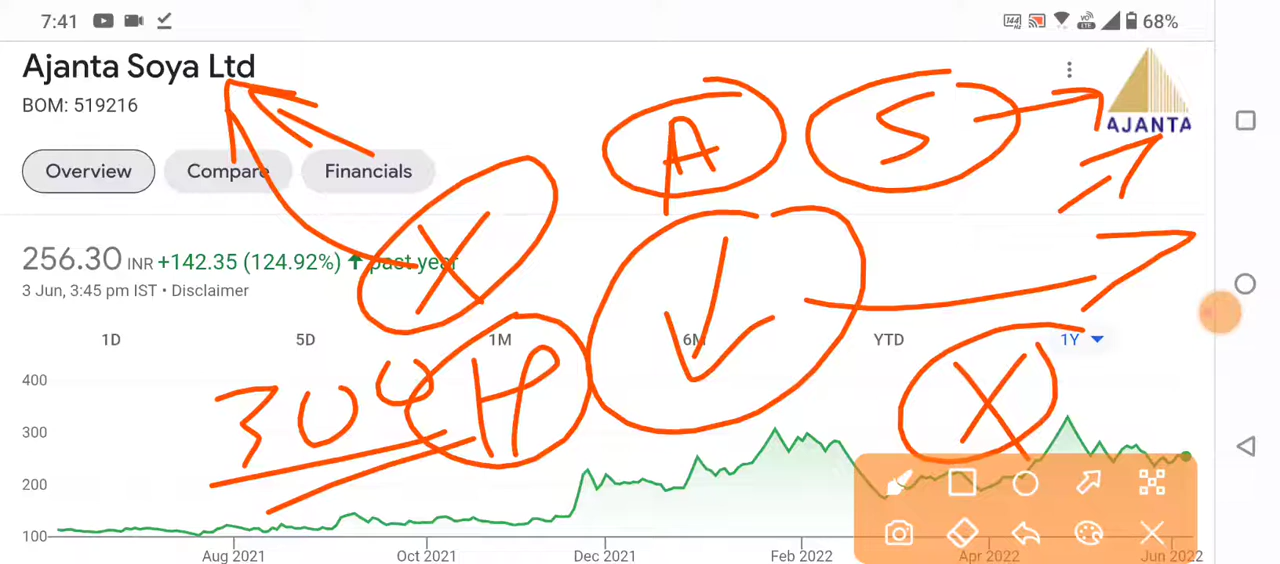 7:41 68%
Ajanta Soya Ltd
BOM: 519216
AJANTA
A S
Overview Compare Financials
X
256.30 INR +142.35 (124.92%) ↑ past year
3 Jun, 3:45 pm IST • Disclaimer
1D 5D 1M 6M YTD 1Y
300 X
400
300
200
100
Aug 2021 Oct 2021 Dec 2021 Feb 2022 Apr 2022 Jun 2022